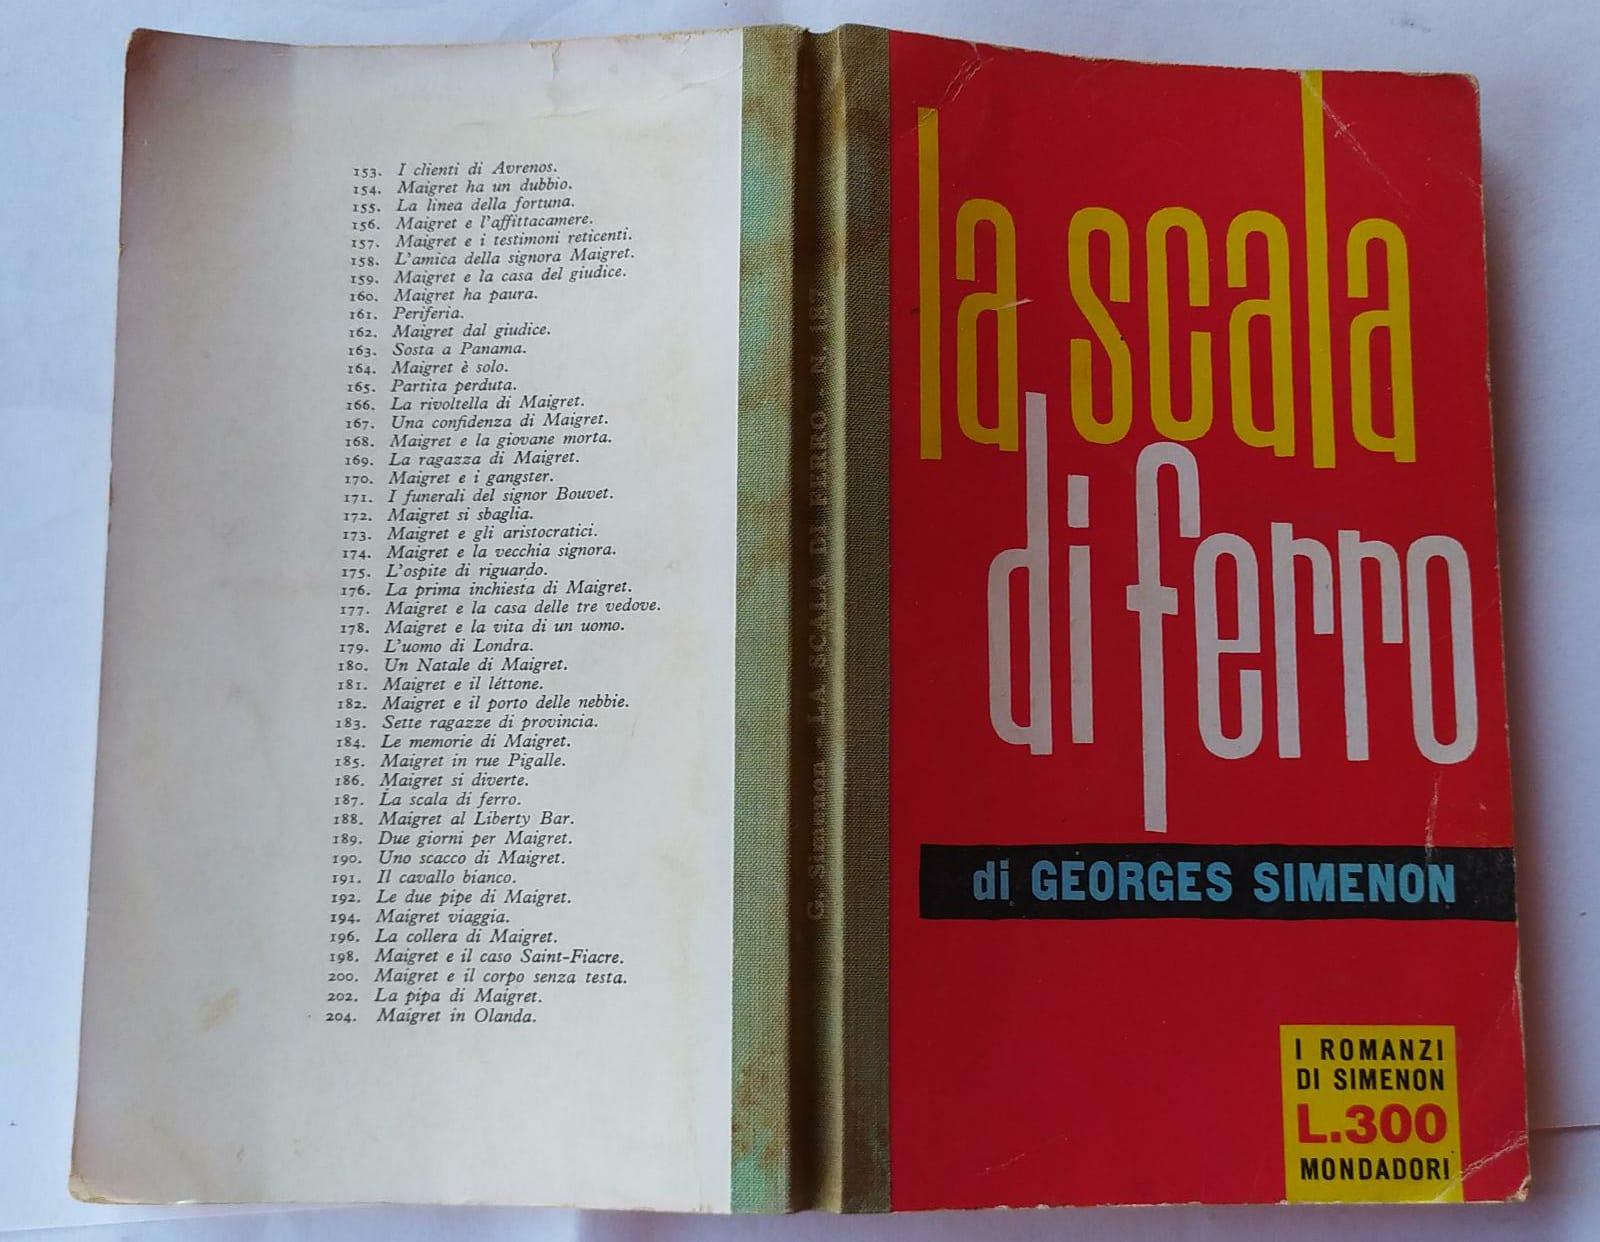 153. I clienti di Avrenos.
154. Maigret ha un dubbio.
155. La linea della fortuna.
156. Maigret e l'affittacamere.
157. Maigret e i testimoni reticenti.
158. L'amica della signora Maigret.
159. Maigret e la casa del giudice.
160. Maigret ha paura.
161. Periferia.
162. Maigret dal giudice.
163. Sosta a Panama.
164. Maigret è solo.
165. Partita perduta.
166. La rivoltella di Maigret.
167. Una confidenza di Maigret.
168. Maigret e la giovane morta.
169. La ragazza di Maigret.
170. Maigret e i gangster.
171. I funerali del signor Bouvet.
172. Maigret si sbaglia.
173. Maigret e gli aristocratici.
174. Maigret e la vecchia signora.
175. L'ospite di riguardo.
176. La prima inchiesta di Maigret.
177. Maigret e la casa delle tre vedove.
178. Maigret e la vita di un uomo.
179. L'uomo di Londra.
180. Un Natale di Maigret.
181. Maigret e il léttone.
182. Maigret e il porto delle nebbie.
183. Sette ragazze di provincia.
184. Le memorie di Maigret.
185. Maigret in rue Pigalle.
186. Maigret si diverte.
187. La scala di ferro.
188. Maigret al Liberty Bar.
189. Due giorni per Maigret.
190. Uno scacco di Maigret.
191. Il cavallo bianco.
192. Le due pipe di Maigret.
194. Maigret viaggia.
196. La collera di Maigret.
198. Maigret e il caso Saint-Fiacre.
200. Maigret e il corpo senza testa.
202. La pipa di Maigret.
204. Maigret in Olanda.
G. Simenon - LA SCALA DI FERRO - N. 187
la scala
di ferro
di GEORGES SIMENON
I ROMANZI
DI SIMENON
L.300
MONDADORI